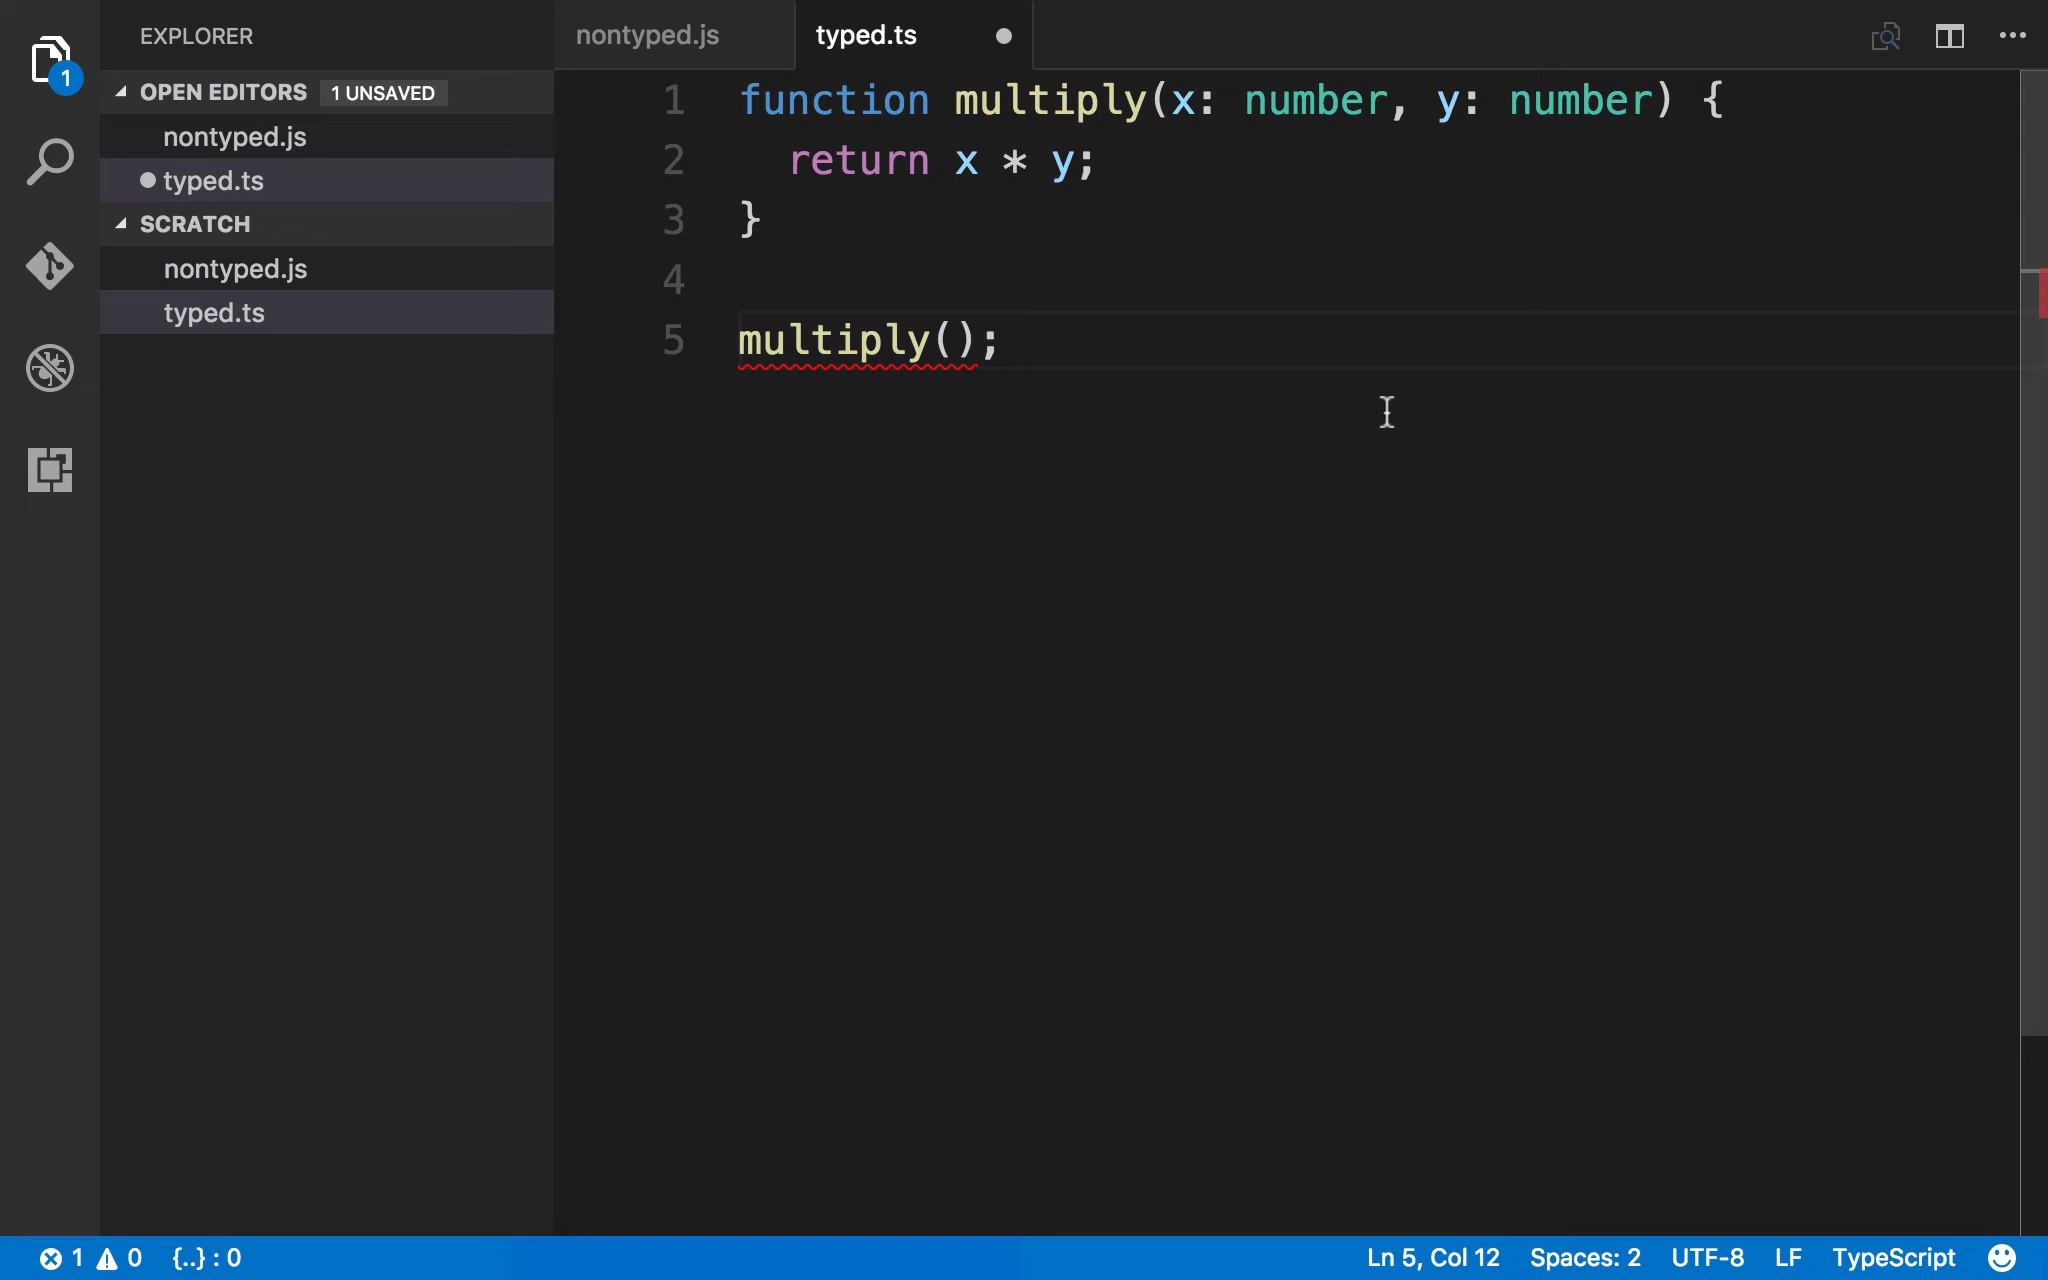 EXPLORER
nontyped.js
typed.ts
1
OPEN EDITORS 1 UNSAVED
nontyped.js
typed.ts
SCRATCH
nontyped.js
typed.ts
1 function multiply(x: number, y: number) {
2 return x * y;
3 }
4
5 multiply();
1 0 {..} : 0
Ln 5, Col 12 Spaces: 2 UTF-8 LF TypeScript